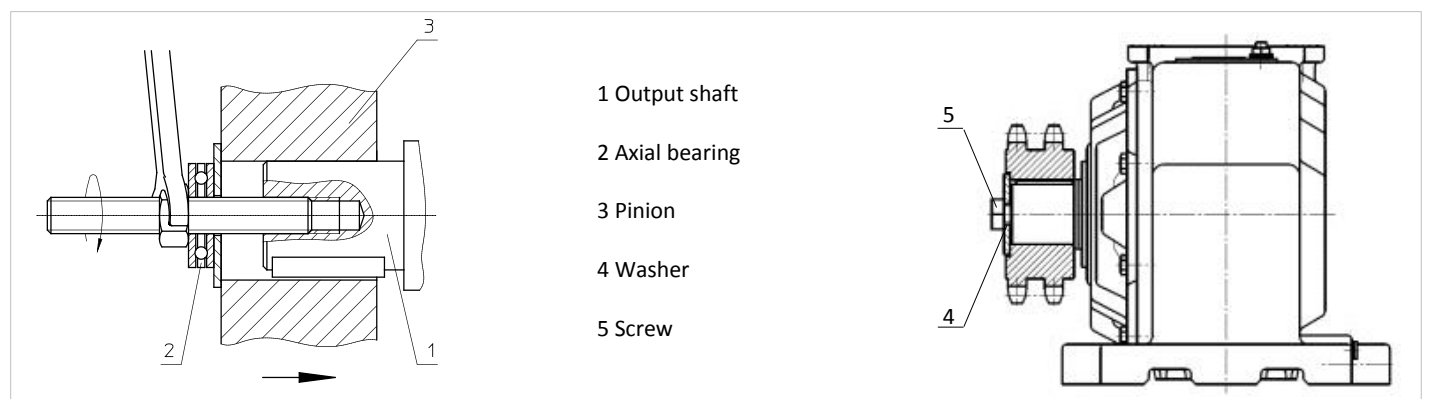 3
1 Output shaft
2 Axial bearing
3 Pinion
4 Washer
5 Screw
2
1
5
4